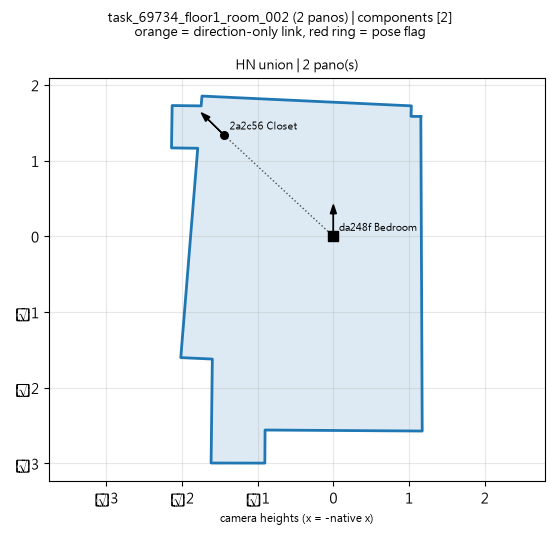 task_69734_floor1_room_002 (2 panos) | components [2]
orange = direction-only link, red ring = pose flag
HN union | 2 pano(s)
2
2a2c56 Closet
1
da248f Bedroom
0
1
2
3
3 2 1 0 1 2
camera heights (x = -native x)